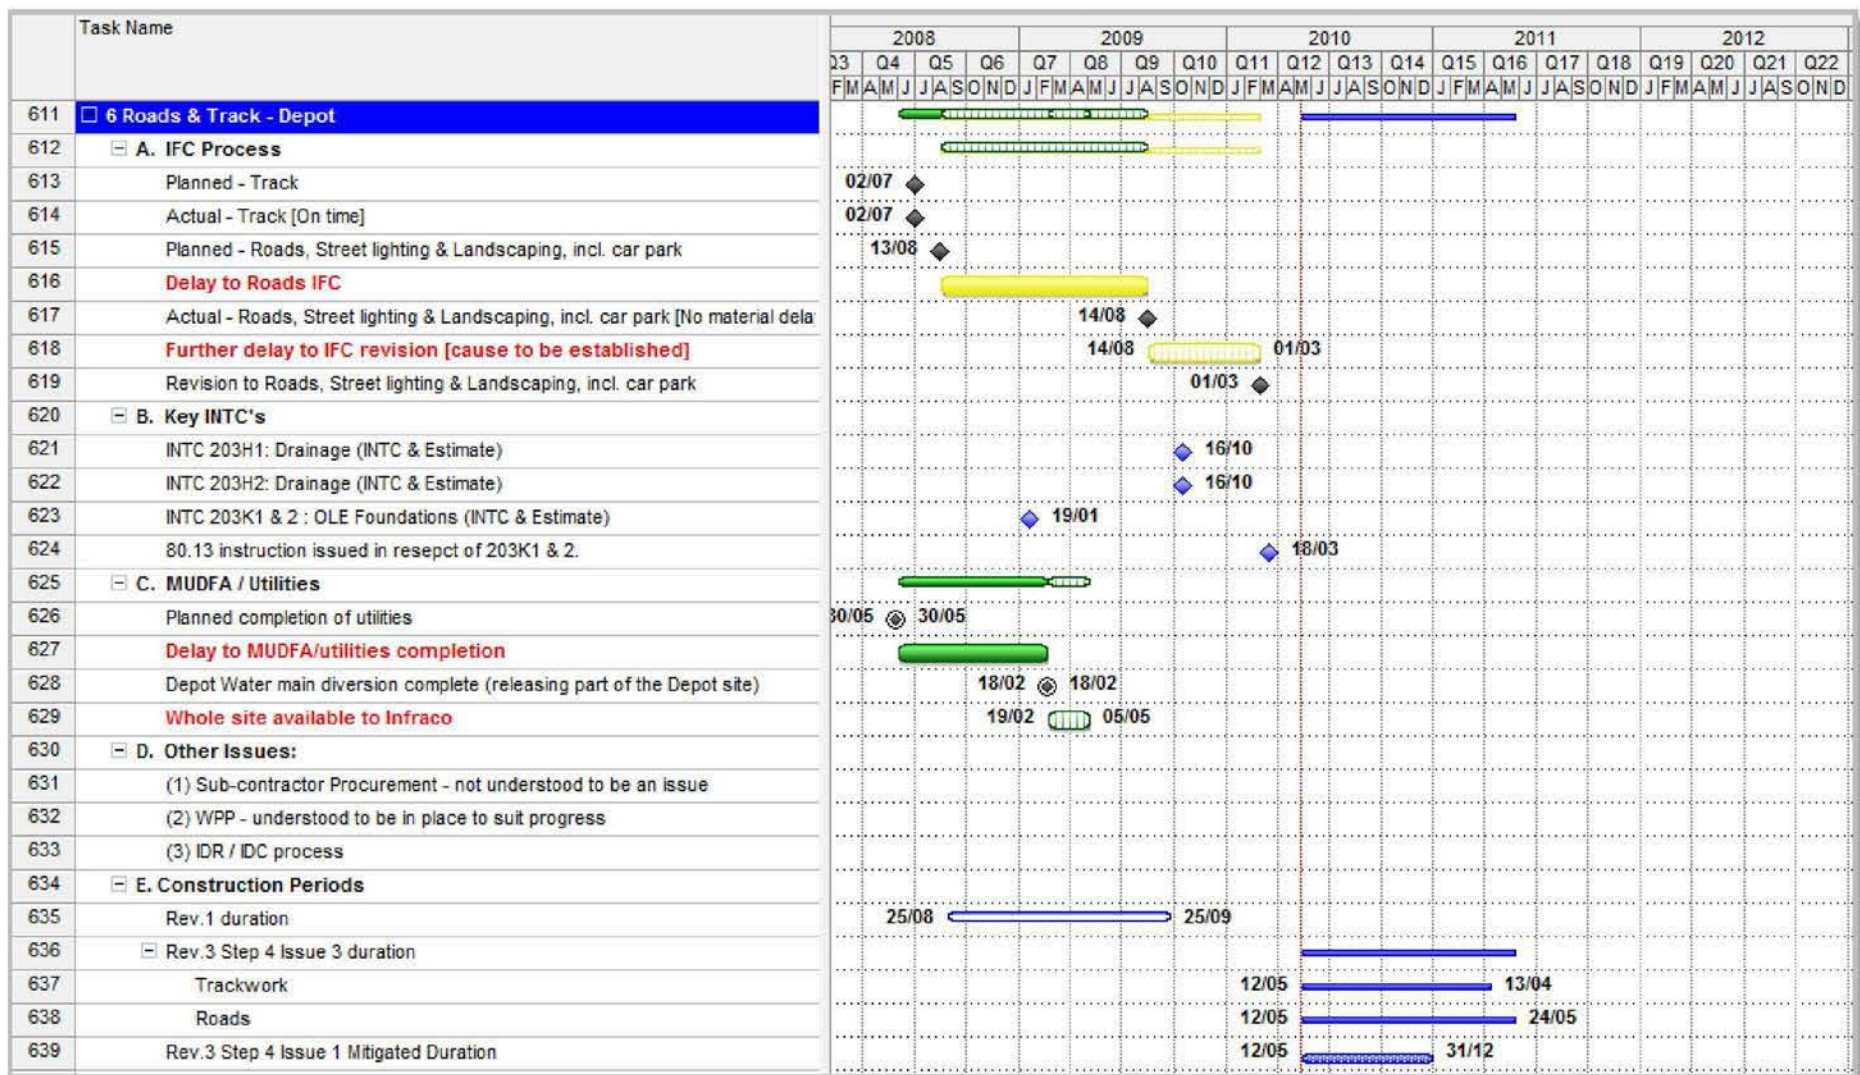 Task Name
2008 2009 2010 2011 2012
Q3 Q4 Q5 Q6 Q7 Q8 Q9 Q10 Q11 Q12 Q13 Q14 Q15 Q16 Q17 Q18 Q19 Q20 Q21 Q22
F M A M J J A S O N D J F M A M J J A S O N D J F M A M J J A S O N D J F M A M J J A S O N D J F M A M J J A S O N D
611 6 Roads & Track - Depot
612 A. IFC Process
613 Planned - Track 02/07
614 Actual - Track [On time] 02/07
615 Planned - Roads, Street lighting & Landscaping, incl. car park 13/08
616 Delay to Roads IFC
617 Actual - Roads, Street lighting & Landscaping, incl. car park [No material dela 14/08
618 Further delay to IFC revision [cause to be established] 14/08 01/03
619 Revision to Roads, Street lighting & Landscaping, incl. car park 01/03
620 B. Key INTC's
621 INTC 203H1: Drainage (INTC & Estimate) 16/10
622 INTC 203H2: Drainage (INTC & Estimate) 16/10
623 INTC 203K1 & 2 : OLE Foundations (INTC & Estimate) 19/01
624 80.13 instruction issued in resepct of 203K1 & 2. 18/03
625 C. MUDFA / Utilities
626 Planned completion of utilities 30/05 30/05
627 Delay to MUDFA/utilities completion
628 Depot Water main diversion complete (releasing part of the Depot site) 18/02 18/02
629 Whole site available to Infraco 19/02 05/05
630 D. Other Issues:
631 (1) Sub-contractor Procurement - not understood to be an issue
632 (2) WPP - understood to be in place to suit progress
633 (3) IDR / IDC process
634 E. Construction Periods
635 Rev.1 duration 25/08 25/09
636 Rev.3 Step 4 Issue 3 duration
637 Trackwork 12/05 13/04
638 Roads 12/05 24/05
639 Rev.3 Step 4 Issue 1 Mitigated Duration 12/05 31/12